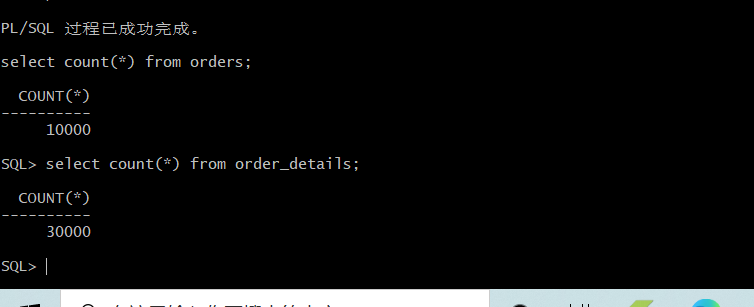 PL/SQL 过程已成功完成。
select count(*) from orders;
COUNT(*)
----------
10000
SQL> select count(*) from order_details;
COUNT(*)
----------
30000
SQL>